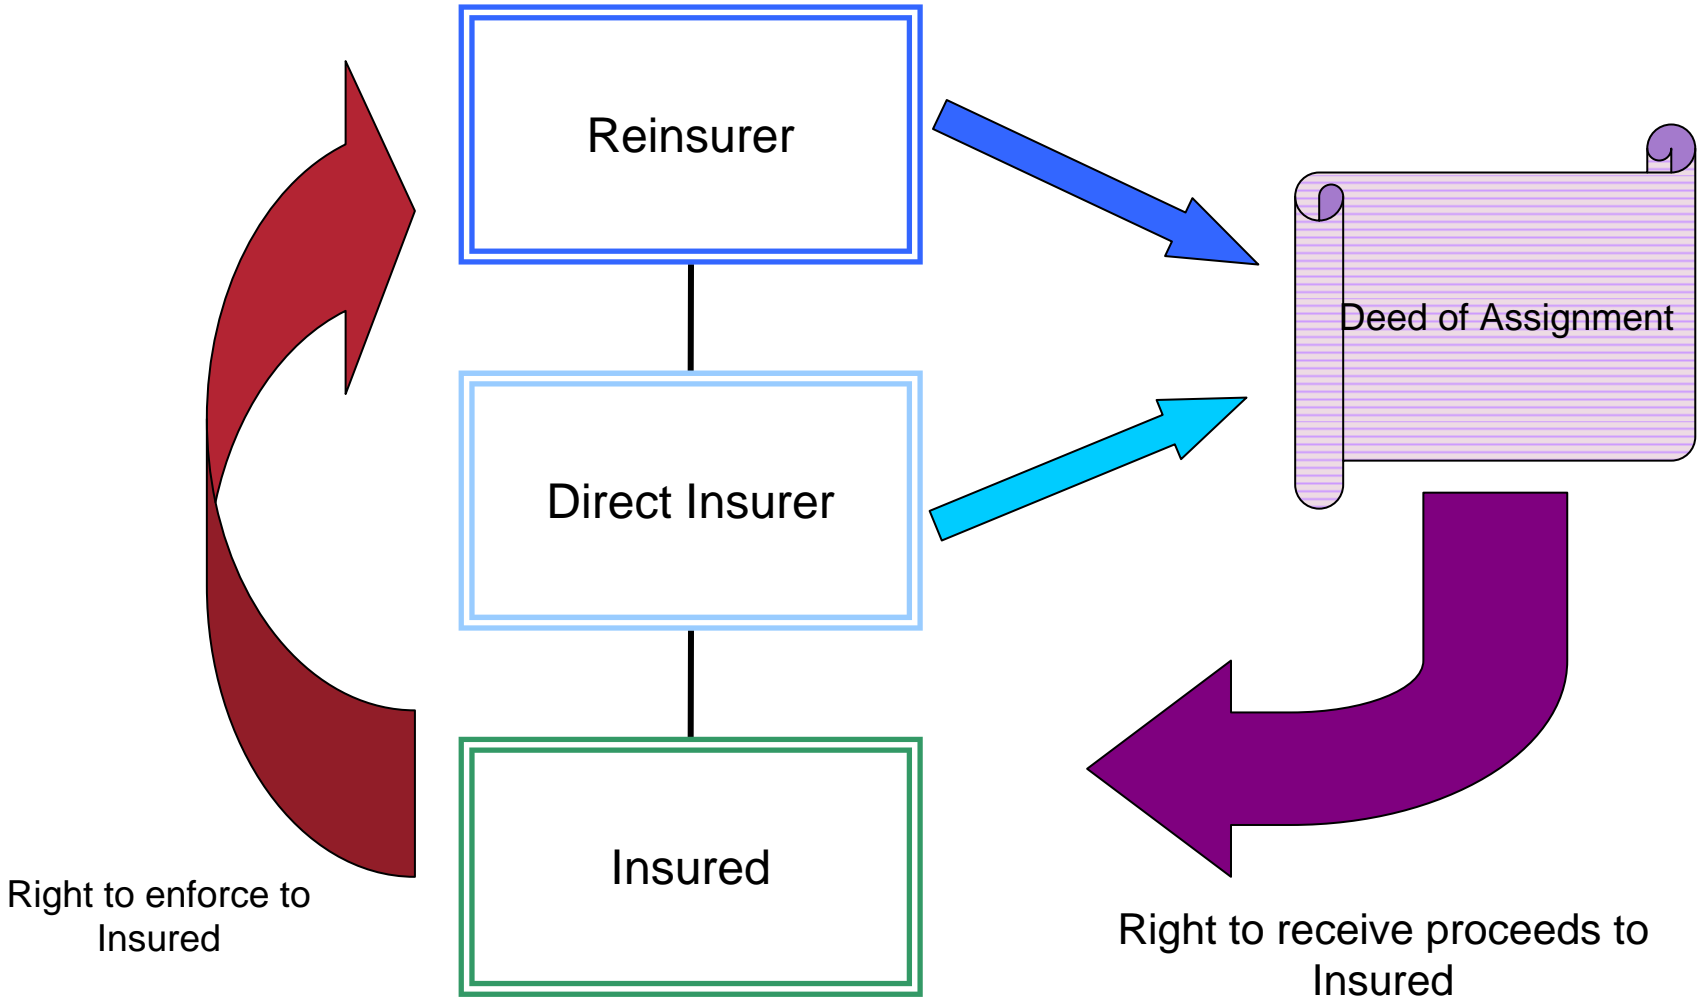 Reinsurer
Deed of Assignment
Direct Insurer
Insured
Right to enforce to
Insured
Right to receive proceeds to
Insured